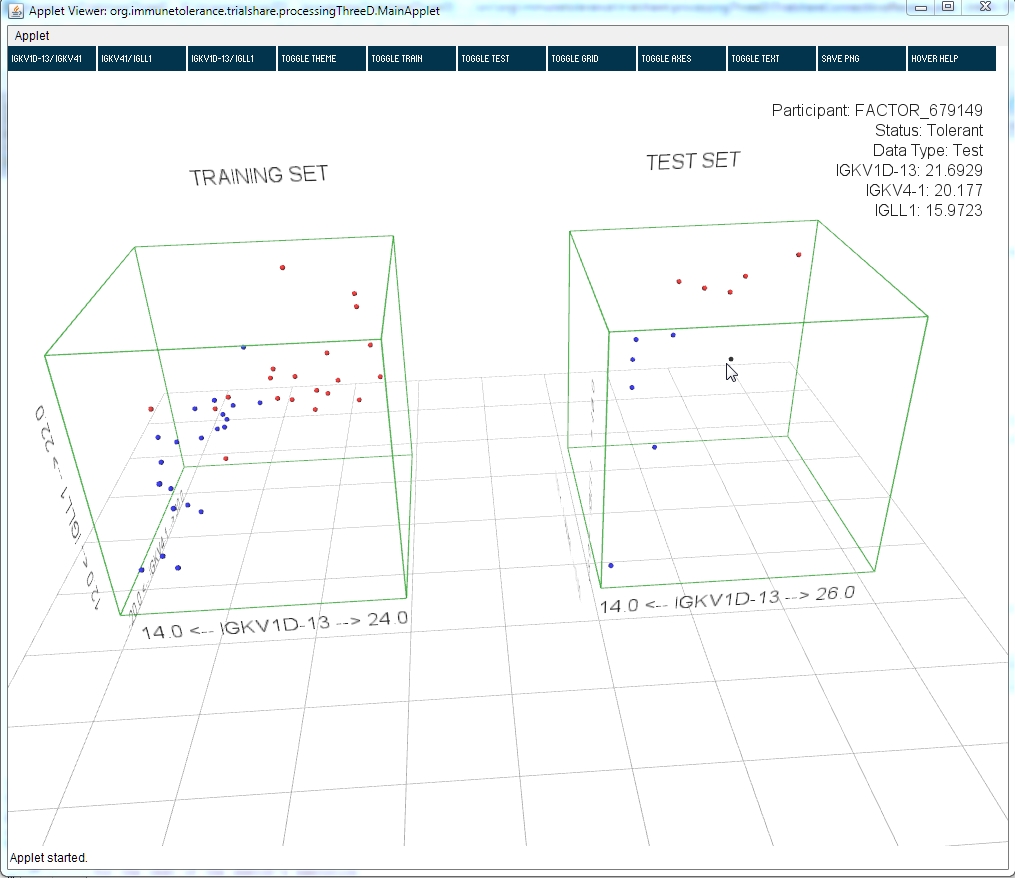 Applet Viewer: org.immunetolerance.trialshare.processingThreeD.MainApplet
Applet
IGKV1D-13/IGKV41
IGKV41/IGLL1
IGKV1D-13/IGLL1
TOGGLE THEME
TOGGLE TRAIN
TOGGLE TEST
TOGGLE GRID
TOGGLE AXES
TOGGLE TEXT
SAVE PNG
HOVER HELP
Participant: FACTOR_679149
Status: Tolerant
Data Type: Test
IGKV1D-13: 21.6929
IGKV4-1: 20.177
IGLL1: 15.9723
TRAINING SET
TEST SET
12.0 <-- IGLL1 --> 22.0
14.0 <-- IGKV1D-13 --> 24.0
14.0 <-- IGKV1D-13 --> 26.0
Applet started.